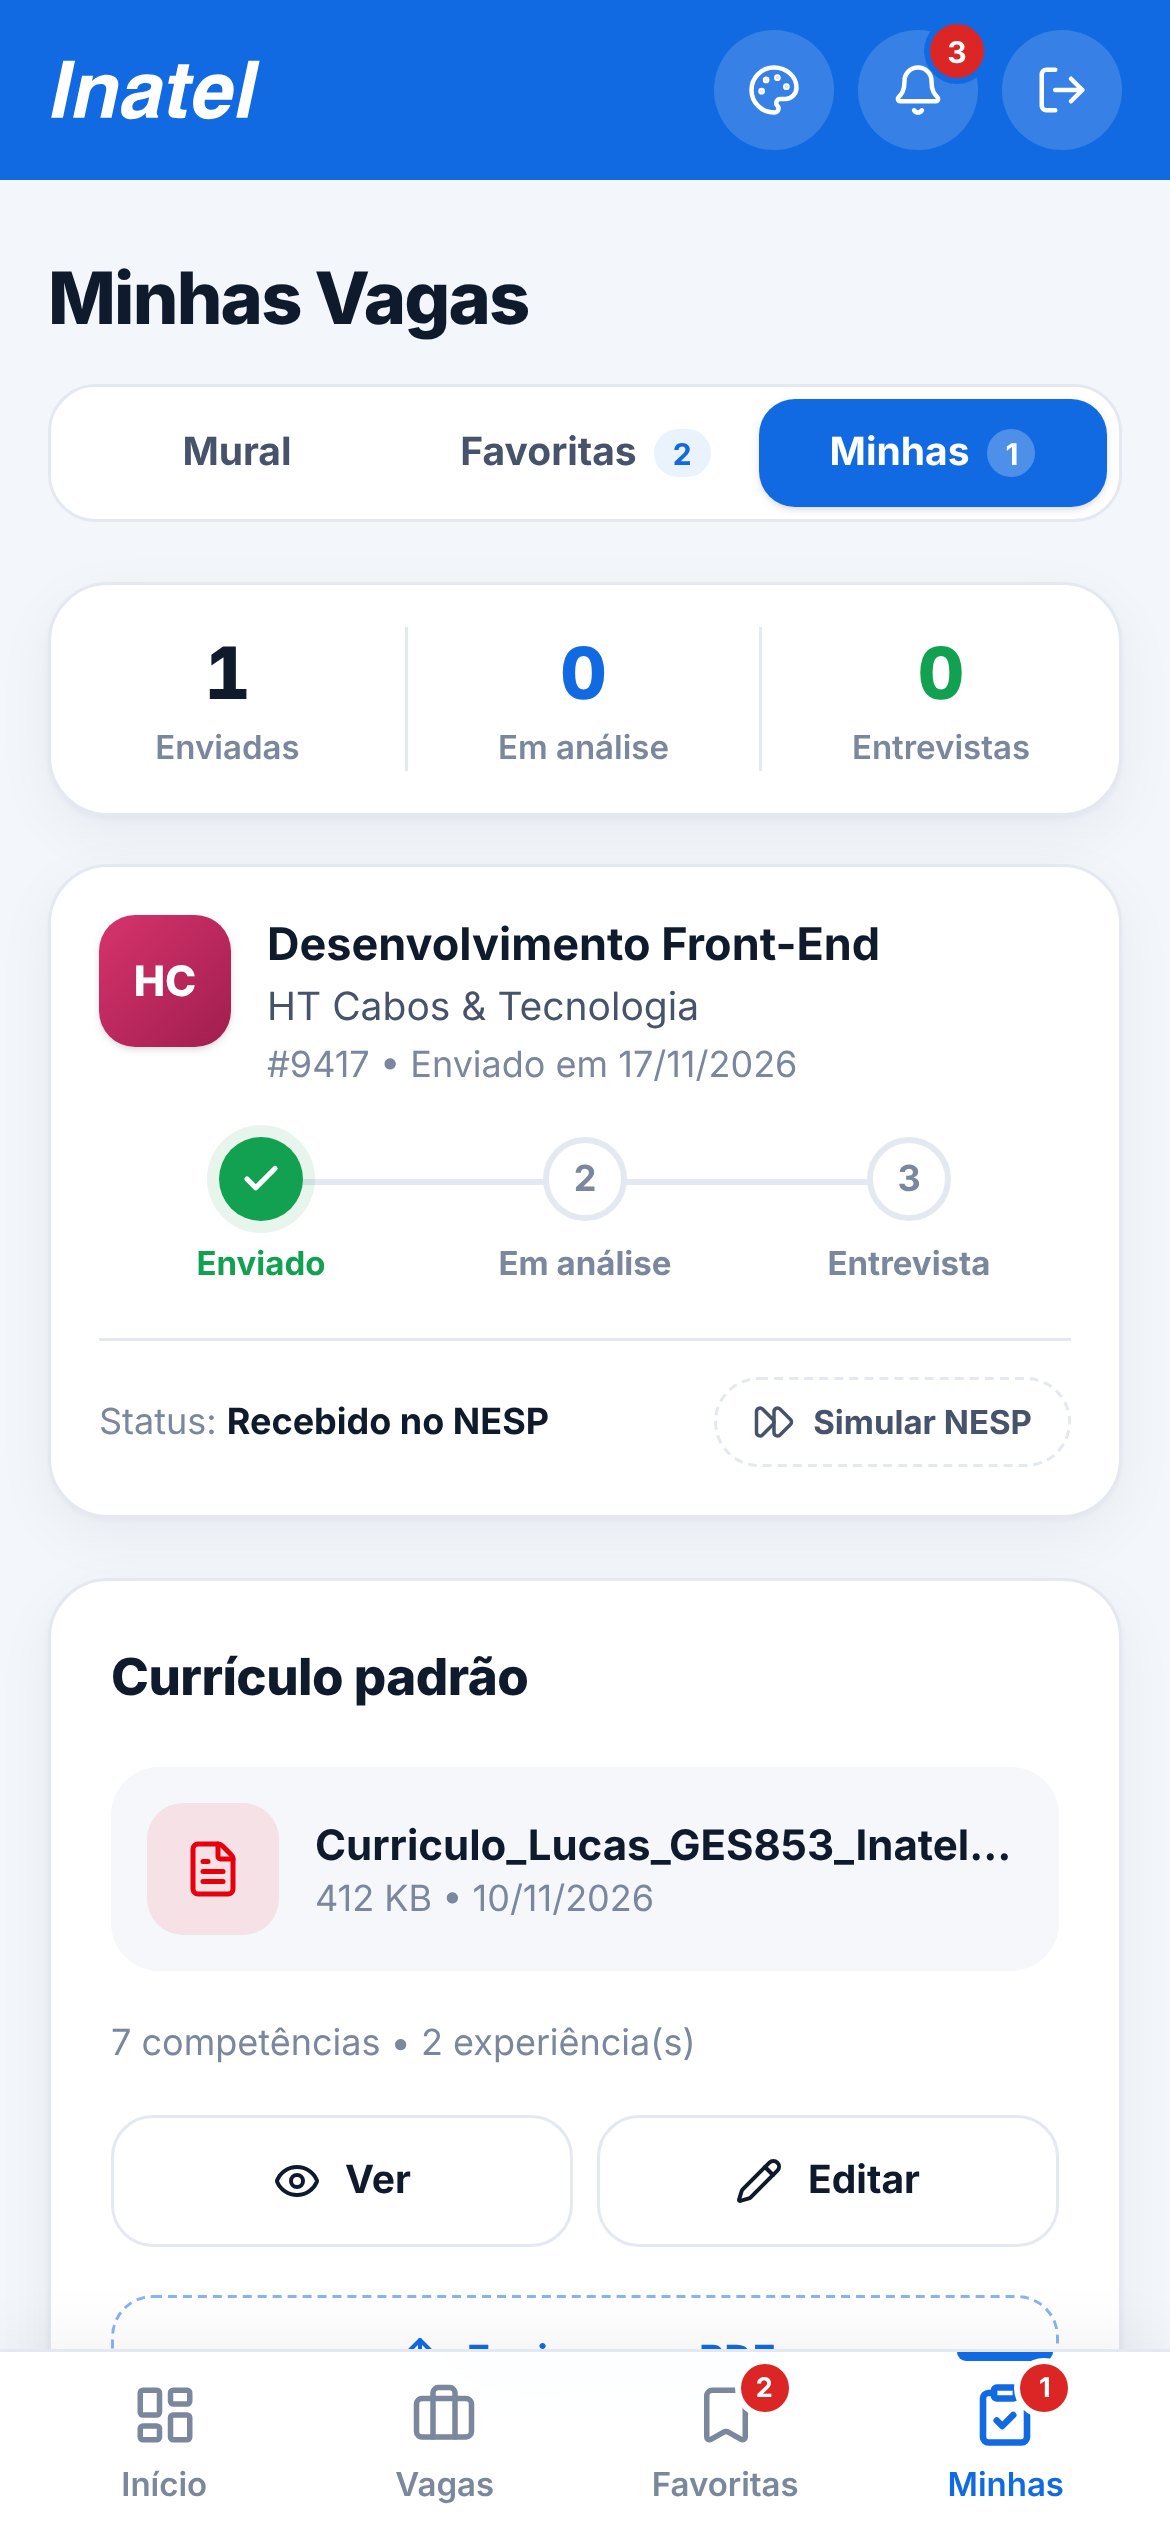 Inatel
3
Minhas Vagas
Mural
Favoritas 2
Minhas 1
1
Enviadas
0
Em análise
0
Entrevistas
HC
Desenvolvimento Front-End
HT Cabos & Tecnologia
#9417 • Enviado em 17/11/2026
2
3
Enviado
Em análise
Entrevista
Status: Recebido no NESP
Simular NESP
Currículo padrão
Curriculo_Lucas_GES853_Inatel...
412 KB • 10/11/2026
7 competências • 2 experiência(s)
Ver
Editar
2
1
Início
Vagas
Favoritas
Minhas